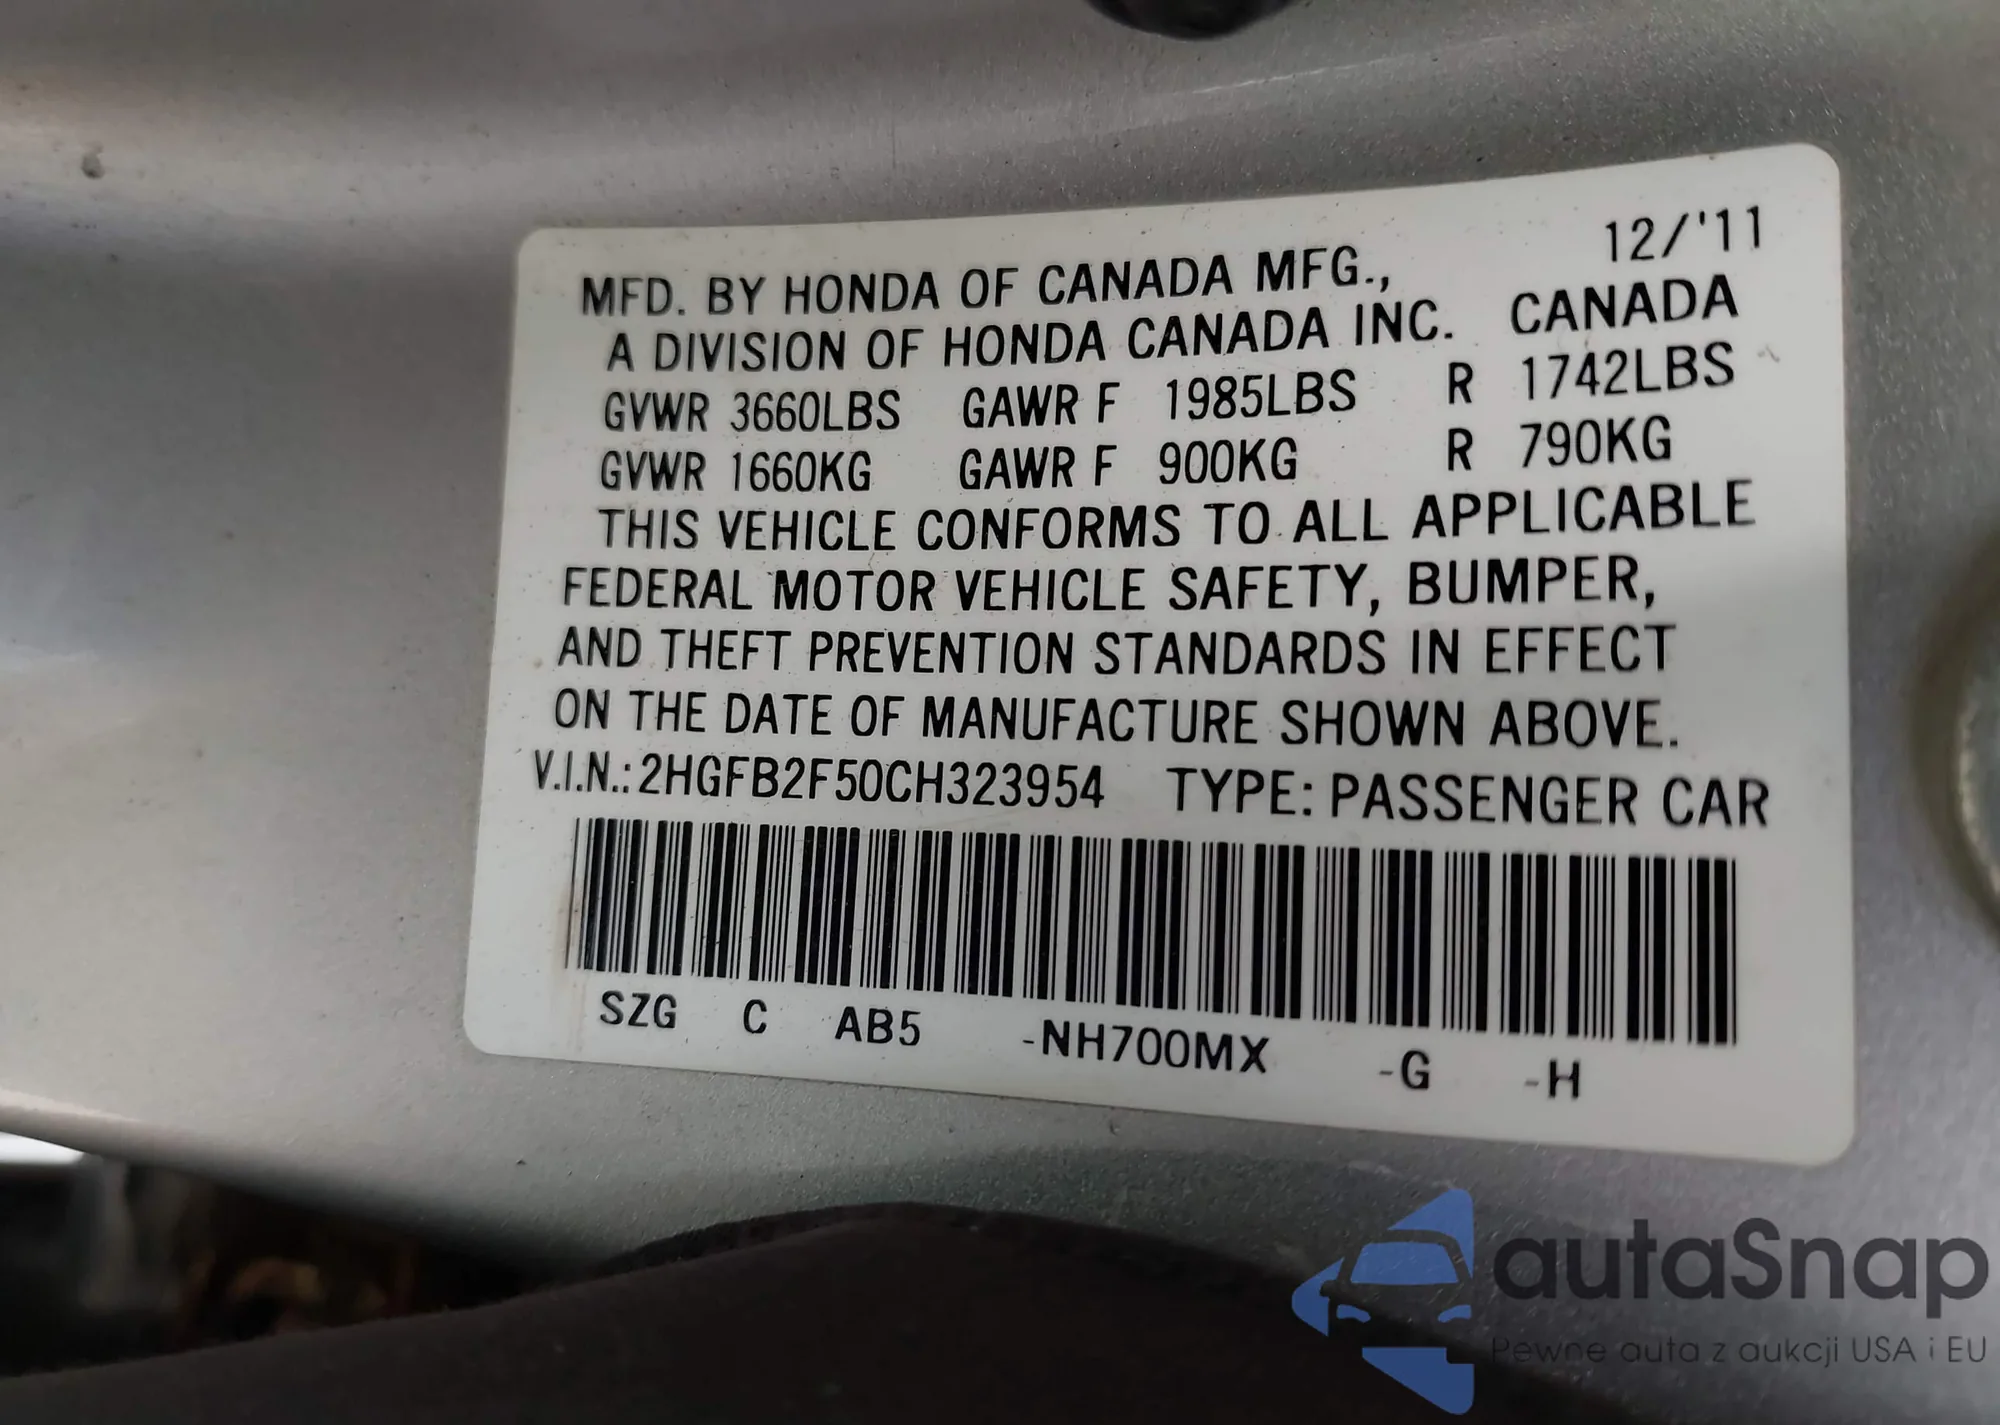 12/'11
MFD. BY HONDA OF CANADA MFG.,
A DIVISION OF HONDA CANADA INC. CANADA
GVWR 3660LBS GAWR F 1985LBS R 1742LBS
GVWR 1660KG GAWR F 900KG R 790KG
THIS VEHICLE CONFORMS TO ALL APPLICABLE
FEDERAL MOTOR VEHICLE SAFETY, BUMPER,
AND THEFT PREVENTION STANDARDS IN EFFECT
ON THE DATE OF MANUFACTURE SHOWN ABOVE.
V.I.N.: 2HGFB2F50CH323954 TYPE: PASSENGER CAR
SZG C AB5 -NH700MX -G -H
autaSnap
Pewne auta z aukcji USA i EU